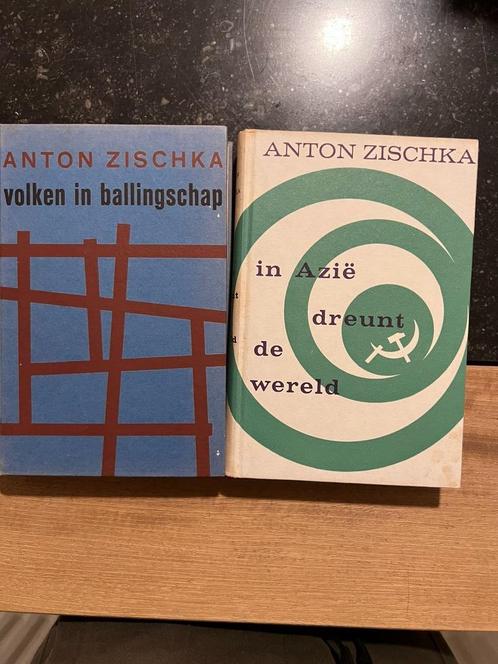 ANTON ZISCHKA
volken in ballingschap
ANTON ZISCHKA
in Azië
dreunt
de
wereld